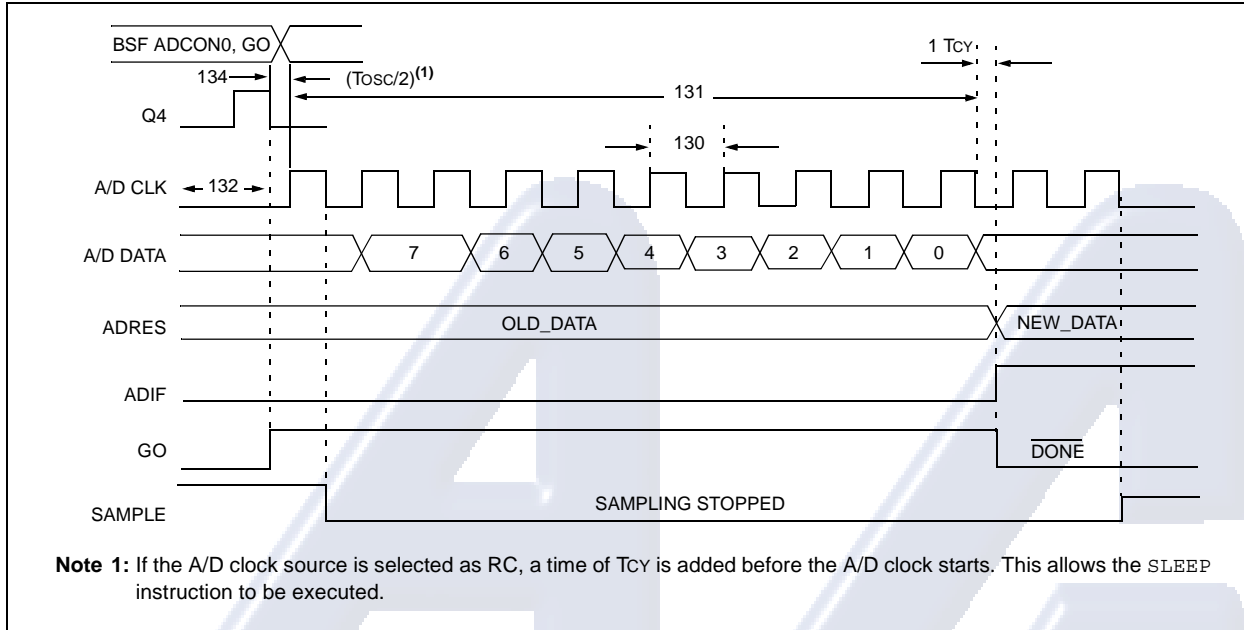 BSF ADCON0, GO
1 TCY
134
(TOSC/2)(1)
131
Q4
130
A/D CLK
132
A/D DATA
7
6
5
4
3
2
1
0
ADRES
OLD_DATA
NEW_DATA
ADIF
GO
DONE
SAMPLE
SAMPLING STOPPED
Note 1: If the A/D clock source is selected as RC, a time of TCY is added before the A/D clock starts. This allows the SLEEP
instruction to be executed.